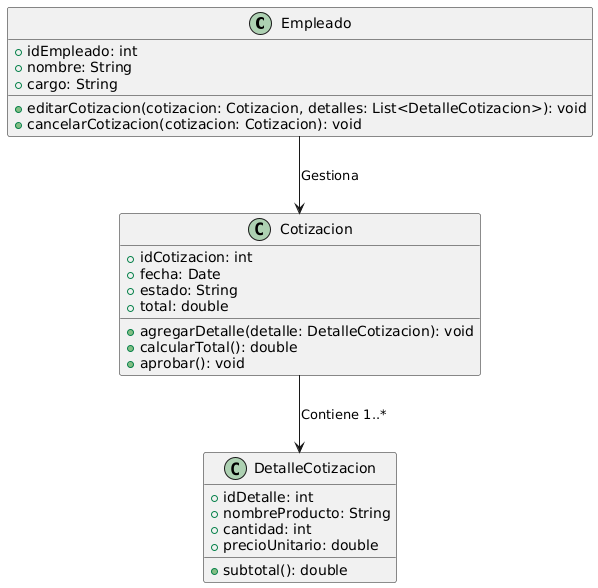 C Empleado
idEmpleado: int
nombre: String
cargo: String
editarCotizacion(cotizacion: Cotizacion, detalles: List<DetalleCotizacion>): void
cancelarCotizacion(cotizacion: Cotizacion): void
Gestiona
C Cotizacion
idCotizacion: int
fecha: Date
estado: String
total: double
agregarDetalle(detalle: DetalleCotizacion): void
calcularTotal(): double
aprobar(): void
Contiene 1..*
C DetalleCotizacion
idDetalle: int
nombreProducto: String
cantidad: int
precioUnitario: double
subtotal(): double